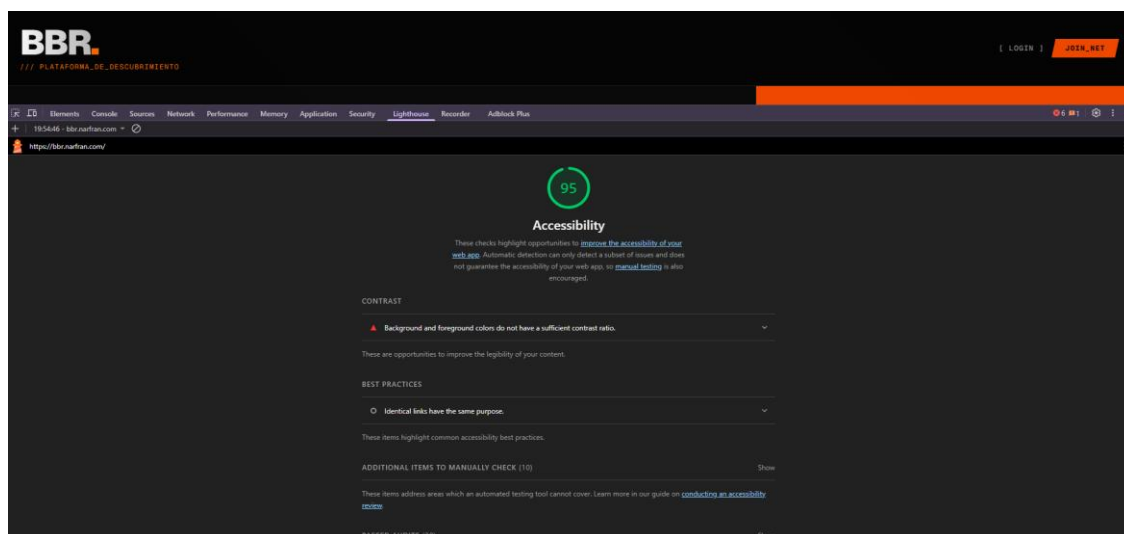 BBR.
/// PLATAFORMA_DE_DESCUBRIMIENTO
[ LOGIN ] JOIN_NET
Elements Console Sources Network Performance Memory Application Security Lighthouse Recorder Adblock Plus 6 1
19:54:46 - bbr.narfran.com
https://bbr.narfran.com/
95
Accessibility
These checks highlight opportunities to improve the accessibility of your
web app. Automatic detection can only detect a subset of issues and does
not guarantee the accessibility of your web app, so manual testing is also
encouraged.
CONTRAST
Background and foreground colors do not have a sufficient contrast ratio.
These are opportunities to improve the legibility of your content.
BEST PRACTICES
Identical links have the same purpose.
These items highlight common accessibility best practices.
ADDITIONAL ITEMS TO MANUALLY CHECK (10) Show
These items address areas which an automated testing tool cannot cover. Learn more in our guide on conducting an accessibility
review.